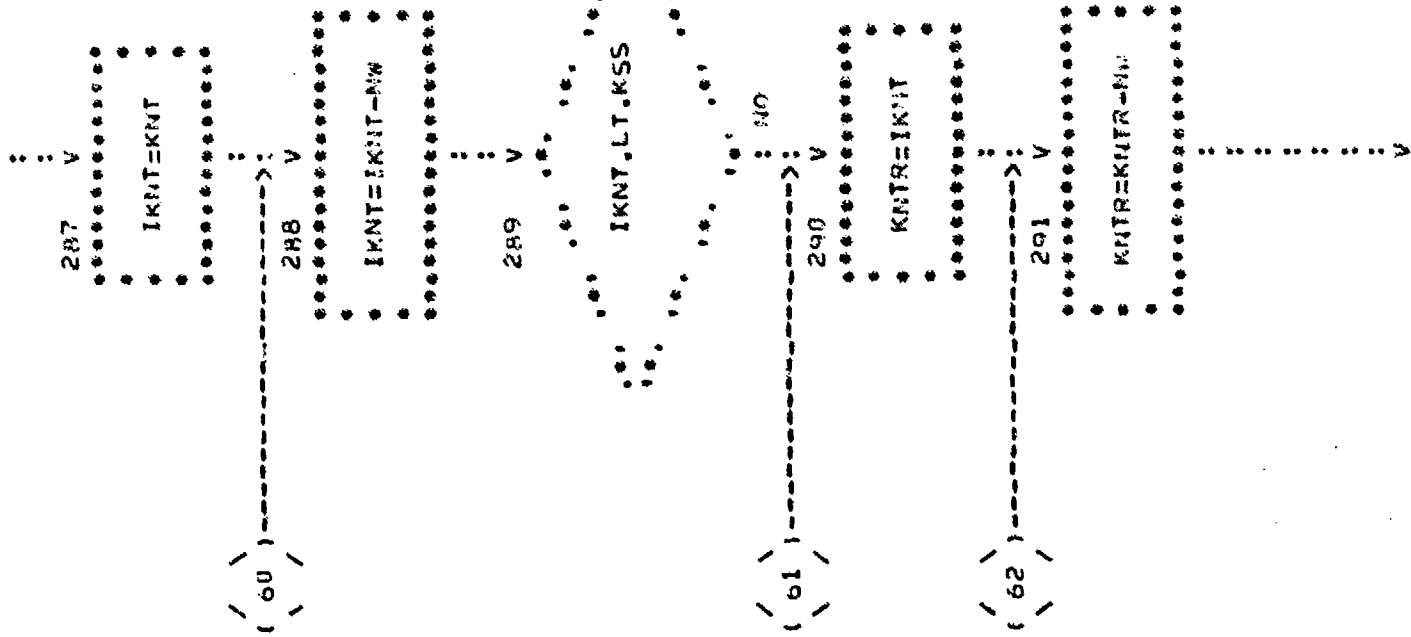 287
IKNT=KNT
60
288
IKNT=IKNT-NW
289
IKNT.LT.KSS
NO
61
290
KNTR=IKNT
62
291
KNTR=KNTR-NW